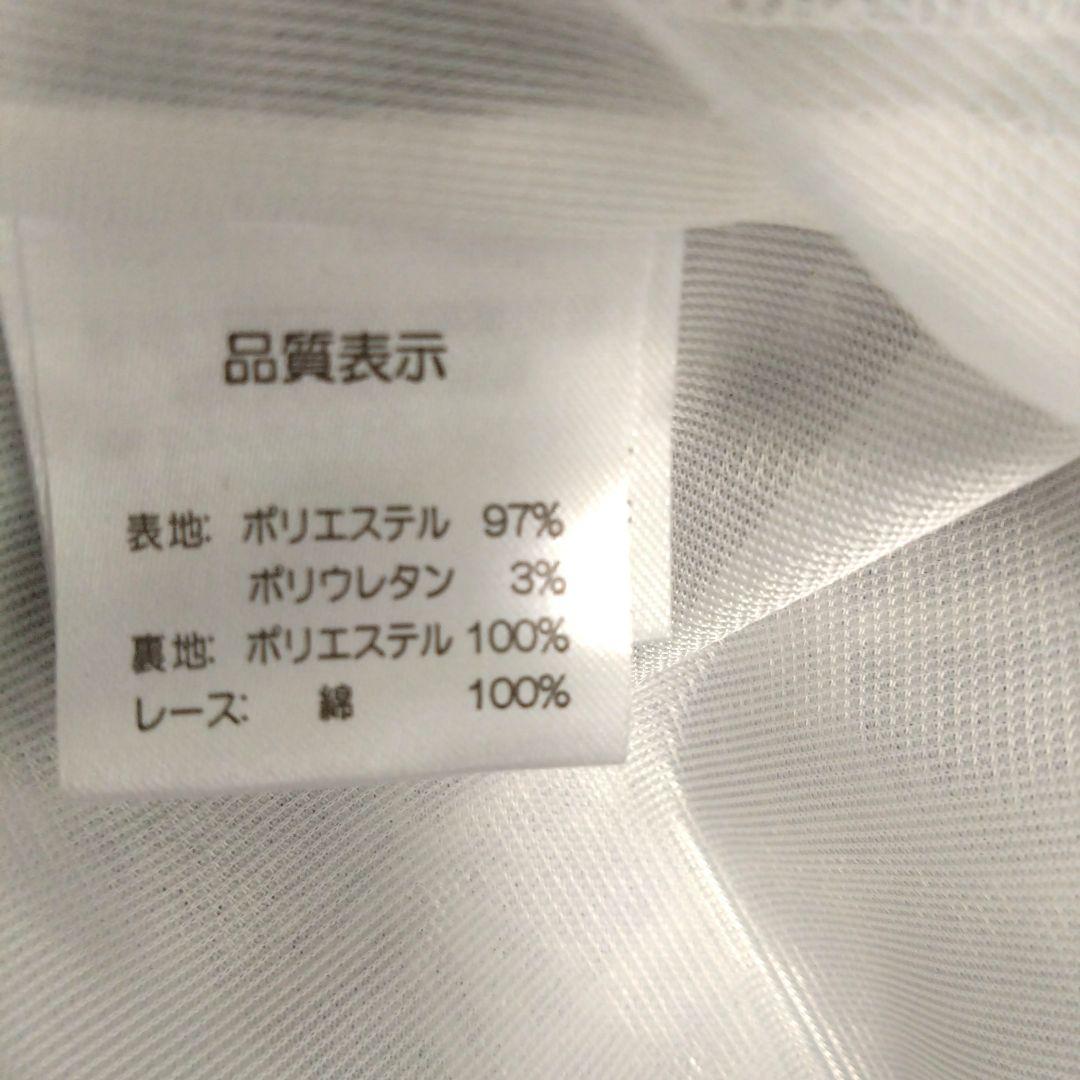 品質表示
表地: ポリエステル 97%
ポリウレタン 3%
裏地: ポリエステル 100%
レース: 綿 100%